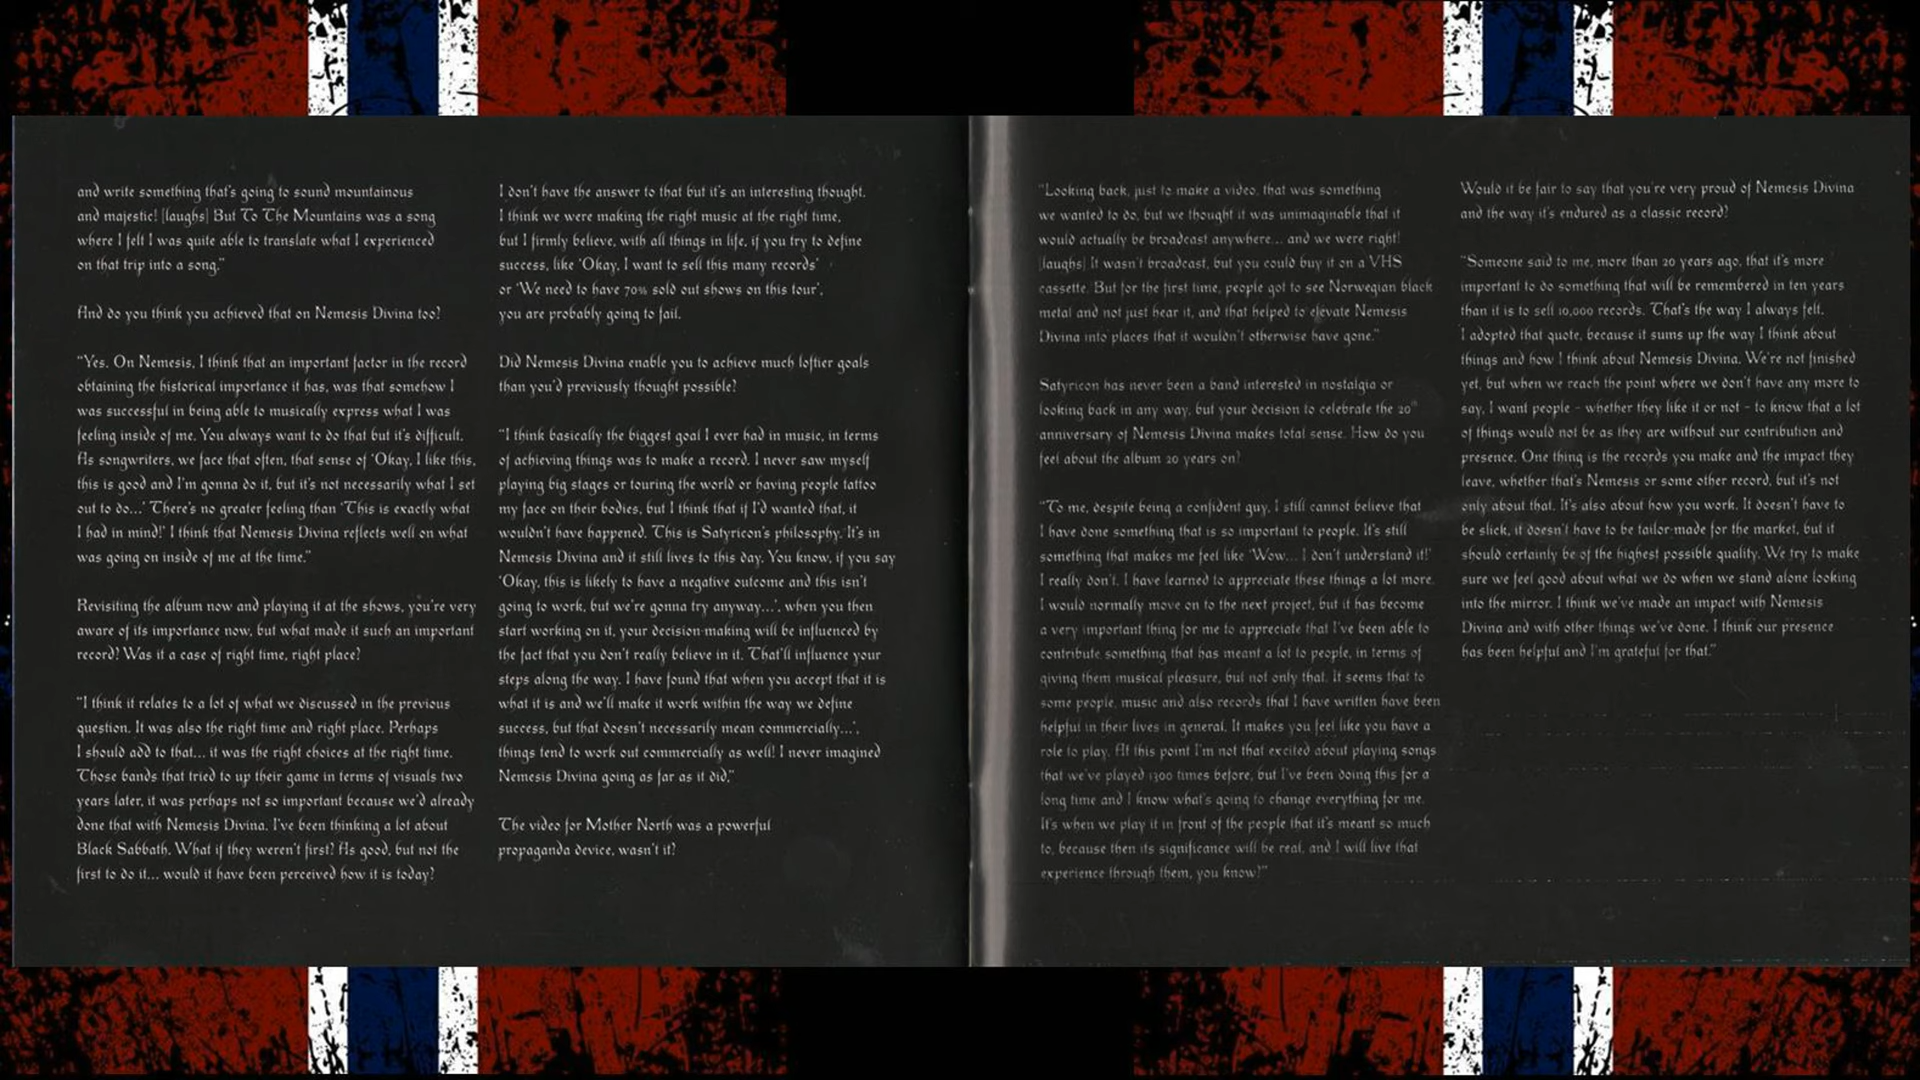 and write something that's going to sound mountainous
and majestic! [laughs] But To The Mountains was a song
where I felt I was quite able to translate what I experienced
on that trip into a song."
And do you think you achieved that on Nemesis Divina too?
"Yes. On Nemesis, I think that an important factor in the record
obtaining the historical importance it has, was that somehow I
was successful in being able to musically express what I was
feeling inside of me. You always want to do that but it's difficult.
As songwriters, we face that often, that sense of 'Okay, I like this,
this is good and I'm gonna do it, but it's not necessarily what I set
out to do...' There's no greater feeling than 'This is exactly what
I had in mind!' I think that Nemesis Divina reflects well on what
was going on inside of me at the time."
Revisiting the album now and playing it at the shows, you're very
aware of its importance now, but what made it such an important
record? Was it a case of right time, right place?
"I think it relates to a lot of what we discussed in the previous
question. It was also the right time and right place. Perhaps
I should add to that... it was the right choices at the right time.
Those bands that tried to up their game in terms of visuals two
years later, it was perhaps not so important because we'd already
done that with Nemesis Divina. I've been thinking a lot about
Black Sabbath. What if they weren't first? As good, but not the
first to do it... would it have been perceived how it is today?
I don't have the answer to that but it's an interesting thought.
I think we were making the right music at the right time,
but I firmly believe, with all things in life, if you try to define
success, like 'Okay, I want to sell this many records'
or 'We need to have 70% sold out shows on this tour',
you are probably going to fail.
Did Nemesis Divina enable you to achieve much loftier goals
than you'd previously thought possible?
"I think basically the biggest goal I ever had in music, in terms
of achieving things was to make a record. I never saw myself
playing big stages or touring the world or having people tattoo
my face on their bodies, but I think that if I'd wanted that, it
wouldn't have happened. This is Satyricon's philosophy. It's in
Nemesis Divina and it still lives to this day. You know, if you say
'Okay, this is likely to have a negative outcome and this isn't
going to work, but we're gonna try anyway...', when you then
start working on it, your decision-making will be influenced by
the fact that you don't really believe in it. That'll influence your
steps along the way. I have found that when you accept that it is
what it is and we'll make it work within the way we define
success, but that doesn't necessarily mean commercially...',
things tend to work out commercially as well! I never imagined
Nemesis Divina going as far as it did,"
The video for Mother North was a powerful
propaganda device, wasn't it?
"Looking back, just to make a video, that was something
we wanted to do, but we thought it was unimaginable that it
would actually be broadcast anywhere... and we were right!
[laughs] It wasn't broadcast, but you could buy it on a VHS
cassette. But for the first time, people got to see Norwegian black
metal and not just hear it, and that helped to elevate Nemesis
Divina into places that it wouldn't otherwise have gone."
Satyricon has never been a band interested in nostalgia or
looking back in any way, but your decision to celebrate the 20th
anniversary of Nemesis Divina makes total sense. How do you
feel about the album 20 years on?
"To me, despite being a confident guy, I still cannot believe that
I have done something that is so important to people. It's still
something that makes me feel like 'Wow... I don't understand it!'
I really don't. I have learned to appreciate these things a lot more.
I would normally move on to the next project, but it has become
a very important thing for me to appreciate that I've been able to
contribute something that has meant a lot to people, in terms of
giving them musical pleasure, but not only that. It seems that to
some people, music and also records that I have written have been
helpful in their lives in general. It makes you feel like you have a
role to play. At this point I'm not that excited about playing songs
that we've played 1300 times before, but I've been doing this for a
long time and I know what's going to change everything for me.
It's when we play it in front of the people that it's meant so much
to, because then its significance will be real, and I will live that
experience through them, you know?"
Would it be fair to say that you're very proud of Nemesis Divina
and the way it's endured as a classic record?
"Someone said to me, more than 20 years ago, that it's more
important to do something that will be remembered in ten years
than it is to sell 10,000 records. That's the way I always felt.
I adopted that quote, because it sums up the way I think about
things and how I think about Nemesis Divina. We're not finished
yet, but when we reach the point where we don't have any more to
say, I want people - whether they like it or not - to know that a lot
of things would not be as they are without our contribution and
presence. One thing is the records you make and the impact they
leave, whether that's Nemesis or some other record, but it's not
only about that. It's also about how you work. It doesn't have to
be slick, it doesn't have to be tailor-made for the market, but it
should certainly be of the highest possible quality. We try to make
sure we feel good about what we do when we stand alone looking
into the mirror. I think we've made an impact with Nemesis
Divina and with other things we've done. I think our presence
has been helpful and I'm grateful for that."